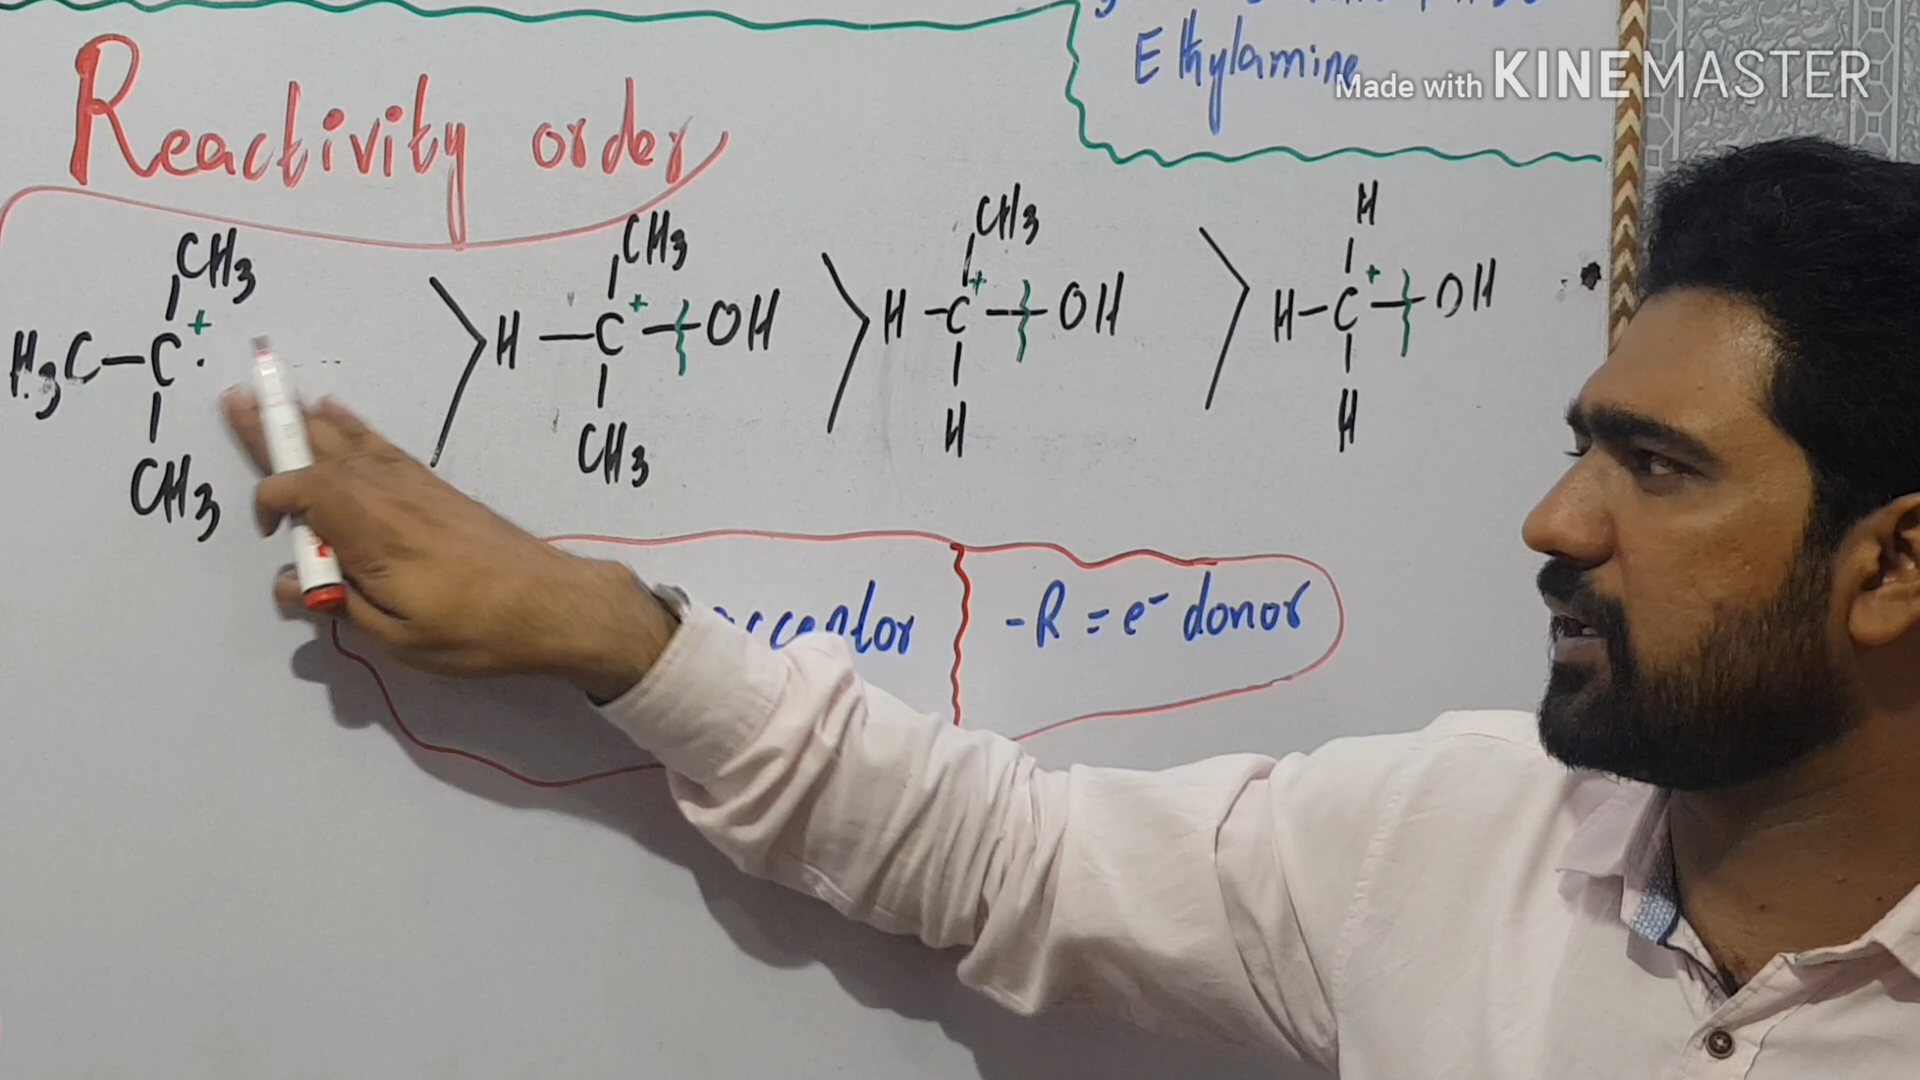 Ethylamine
Made with KINEMASTER
Reactivity order
CH3 CH3 CH3 H
H3C-C+ > H-C+-OH > H-C+-OH > H-C+-OH
CH3 CH3 H H
acceptor -R = e- donor